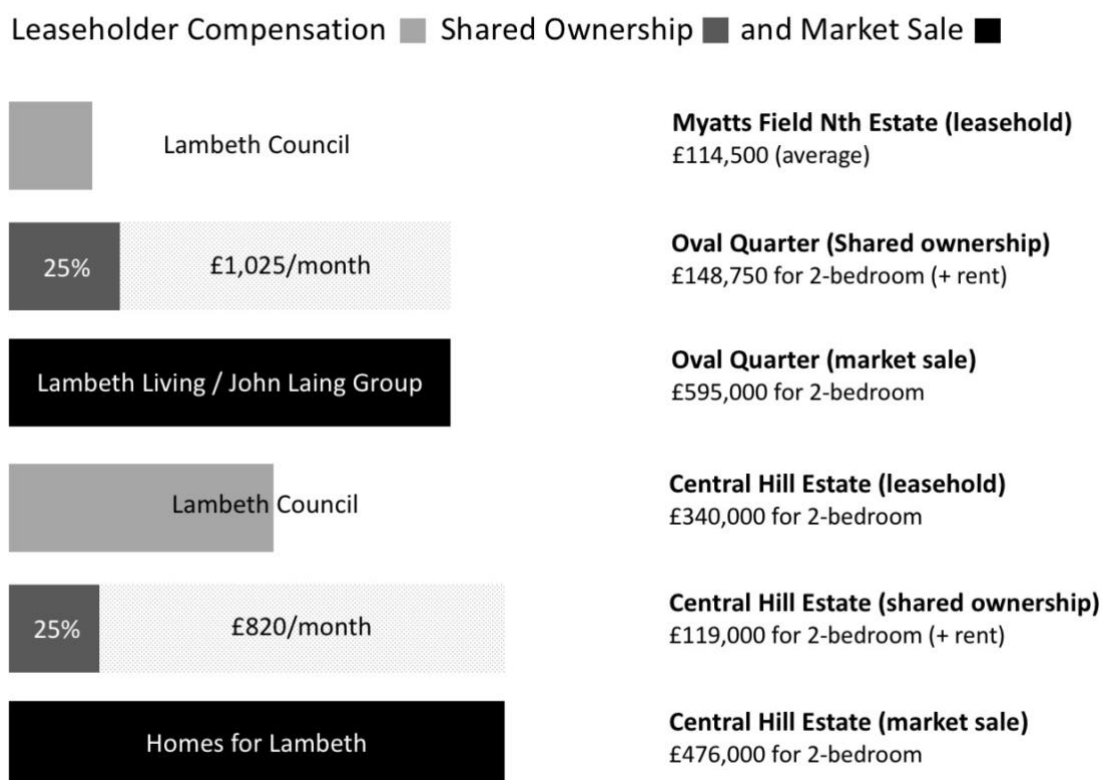 Leaseholder Compensation Shared Ownership and Market Sale
Lambeth Council
Myatts Field Nth Estate (leasehold)
£114,500 (average)
25%
£1,025/month
Oval Quarter (Shared ownership)
£148,750 for 2-bedroom (+ rent)
Lambeth Living / John Laing Group
Oval Quarter (market sale)
£595,000 for 2-bedroom
Lambeth Council
Central Hill Estate (leasehold)
£340,000 for 2-bedroom
25%
£820/month
Central Hill Estate (shared ownership)
£119,000 for 2-bedroom (+ rent)
Homes for Lambeth
Central Hill Estate (market sale)
£476,000 for 2-bedroom